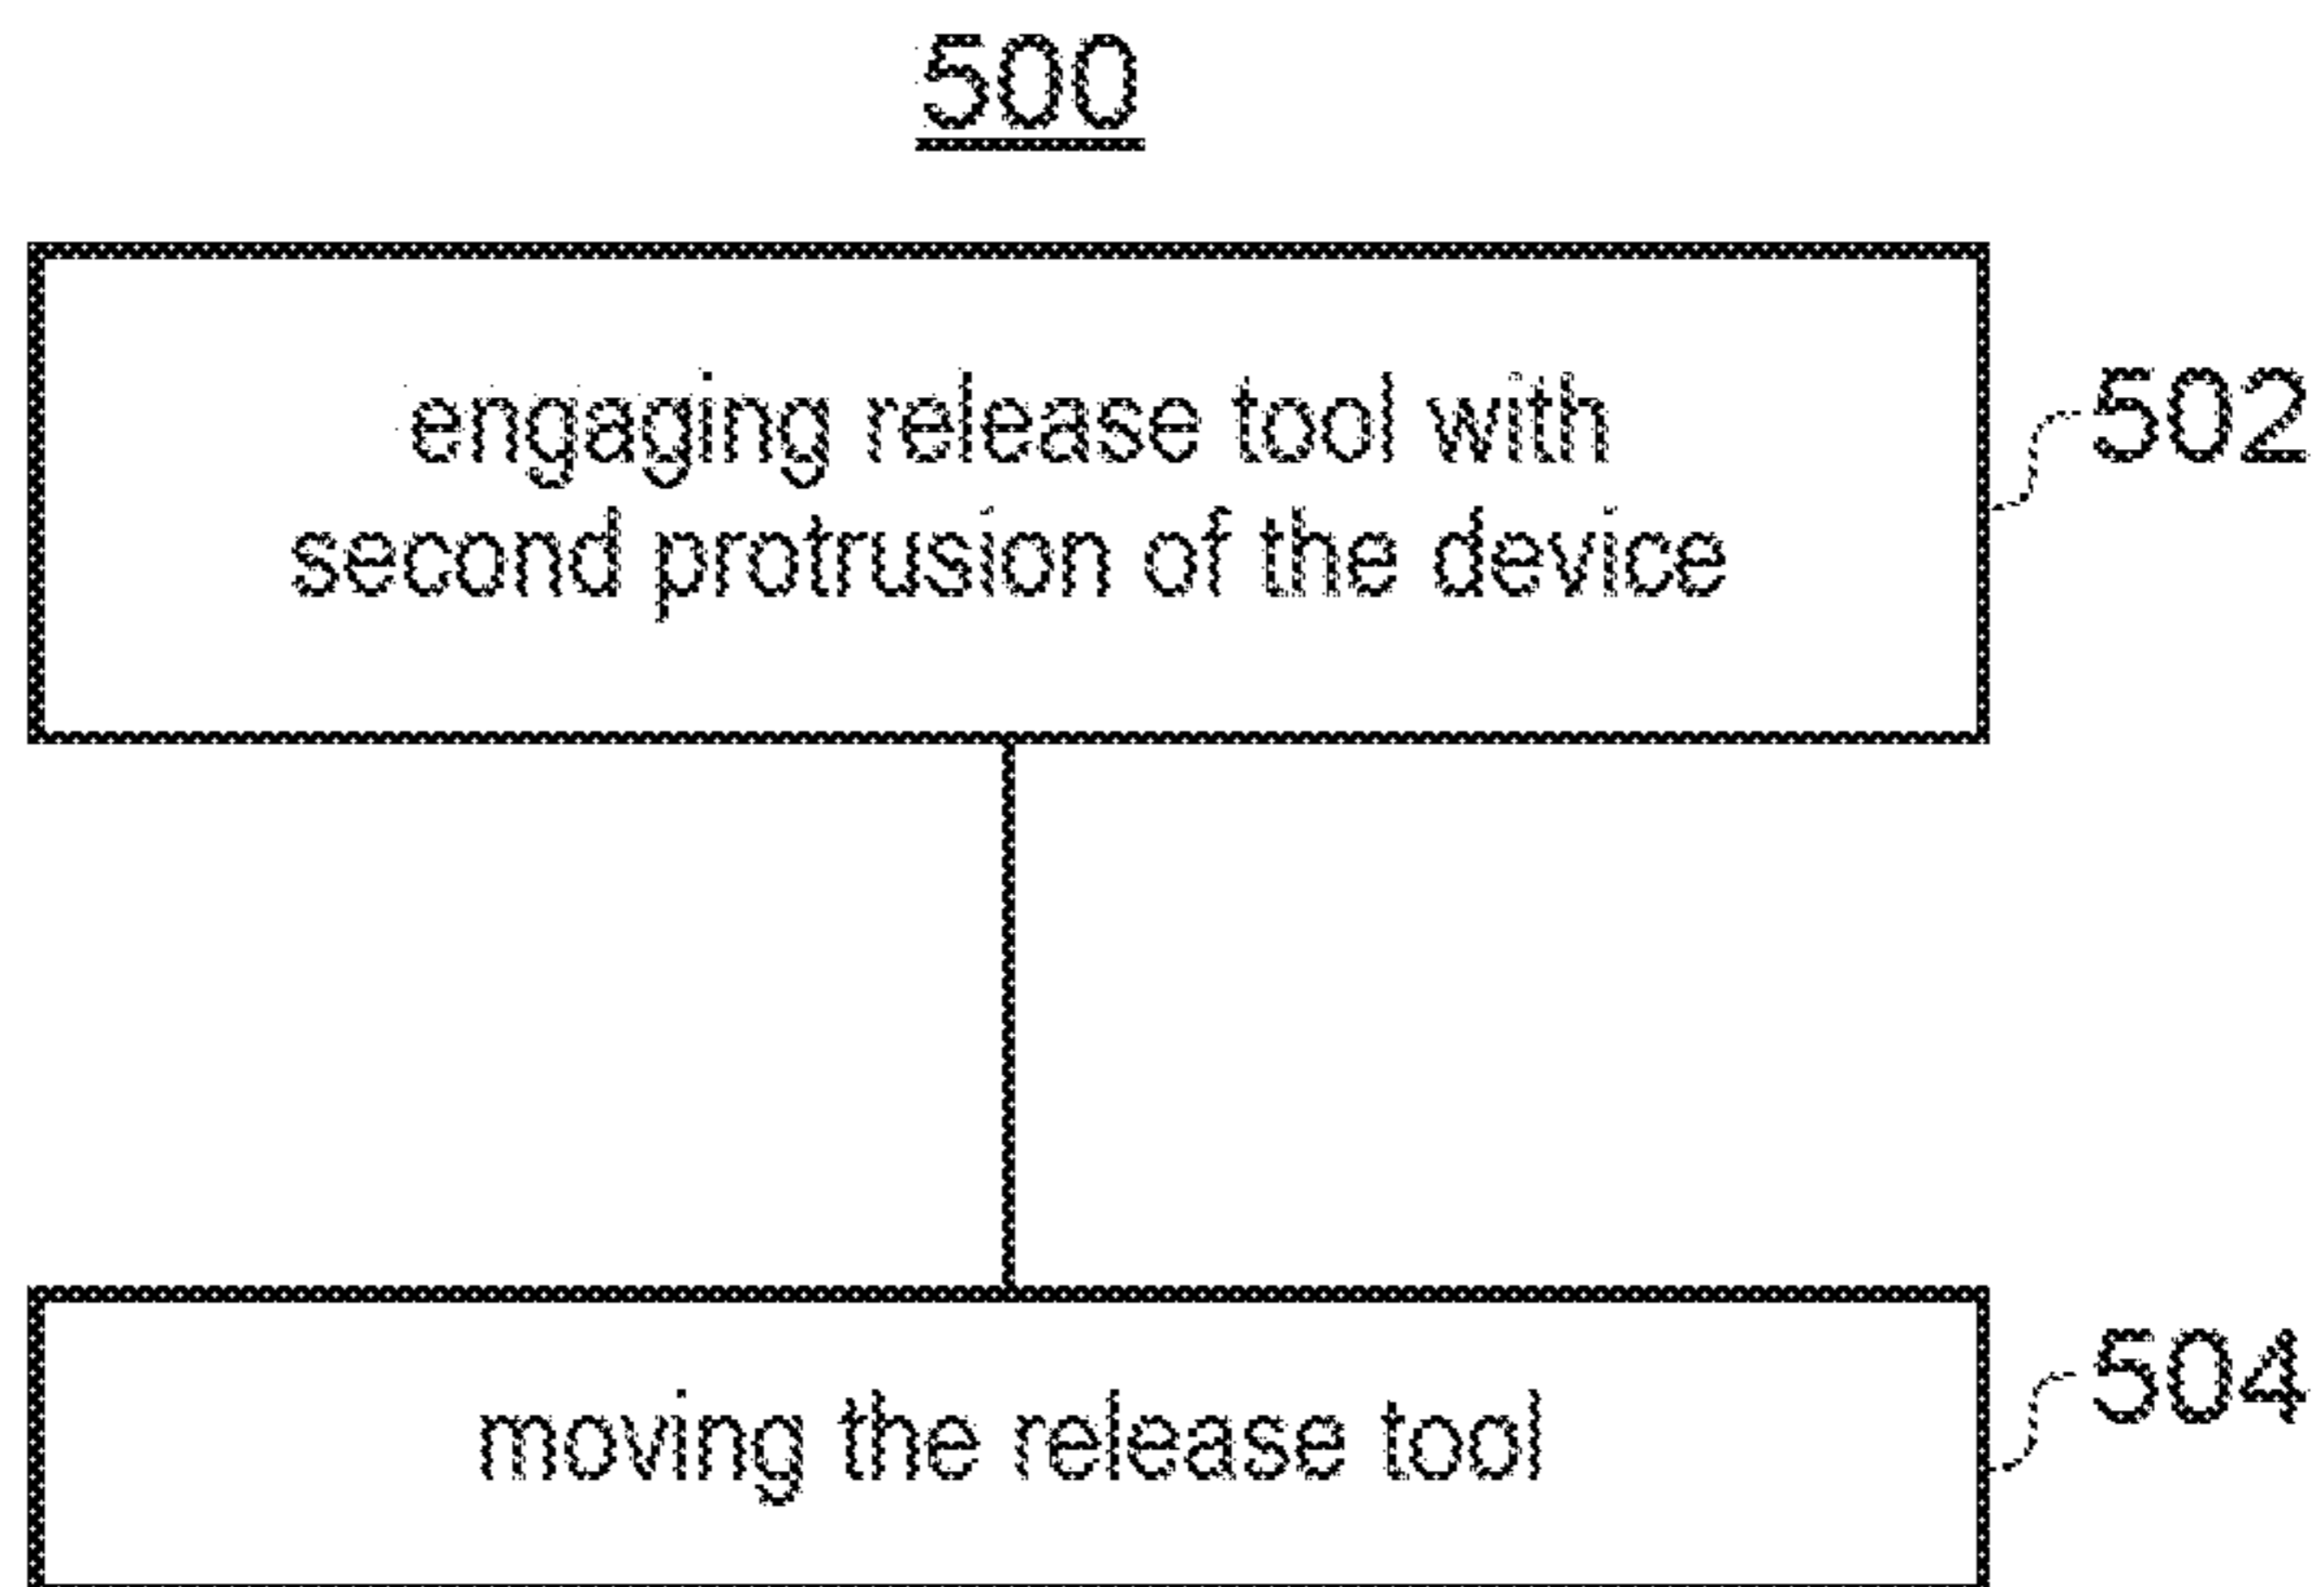 500
engaging release tool with
second protrusion of the device
502
moving the release tool
504